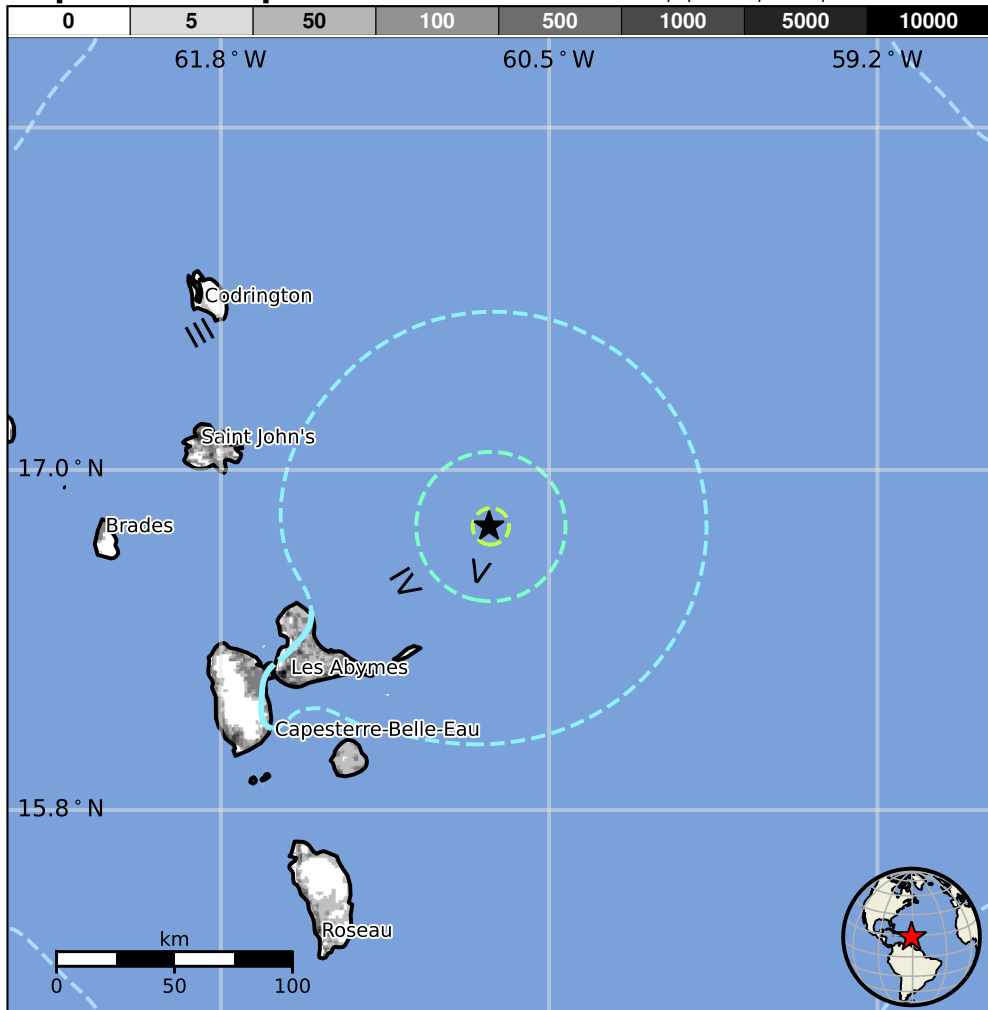 0 5 50 100 500 1000 5000 10000
61.8°W 60.5°W 59.2°W
Codrington
III
Saint John's
17.0°N
Brades
IV V
Les Abymes
Capesterre-Belle-Eau
15.8°N
Roseau
km
0 50 100